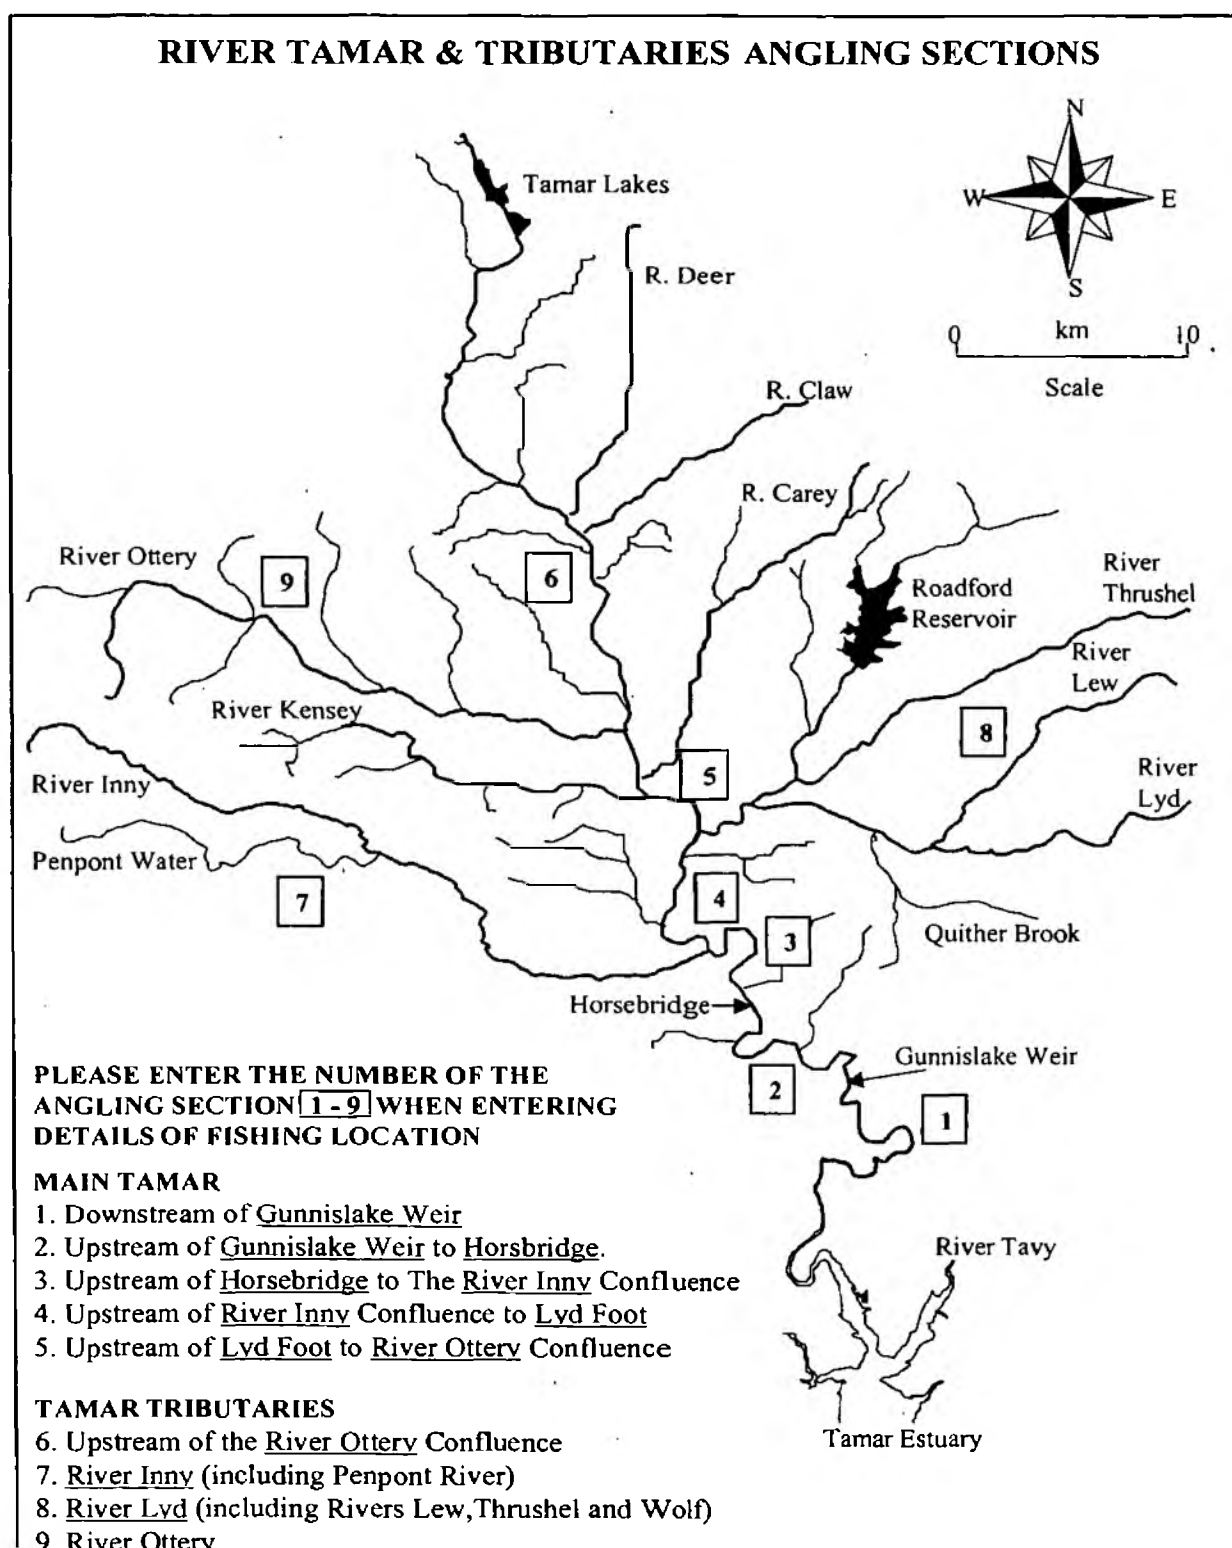 RIVER TAMAR & TRIBUTARIES ANGLING SECTIONS
N
Tamar Lakes
W
E
R. Deer
S
0 km 10
Scale
R. Claw
R. Carey
River Ottery
9
6
Roadford
Reservoir
River
Thrushel
River
Lew
River Kensey
8
River Inny
5
River
Lyd
Penpont Water
7
4
3
Quither Brook
Horsebridge
Gunnislake Weir
2
1
PLEASE ENTER THE NUMBER OF THE
ANGLING SECTION 1 - 9 WHEN ENTERING
DETAILS OF FISHING LOCATION
MAIN TAMAR
1. Downstream of Gunnislake Weir
2. Upstream of Gunnislake Weir to Horsbridge.
3. Upstream of Horsebridge to The River Inny Confluence
4. Upstream of River Inny Confluence to Lyd Foot
5. Upstream of Lyd Foot to River Ottery Confluence
River Tavy
Tamar Estuary
TAMAR TRIBUTARIES
6. Upstream of the River Ottery Confluence
7. River Inny (including Penpont River)
8. River Lyd (including Rivers Lew,Thrushel and Wolf)
9. River Ottery